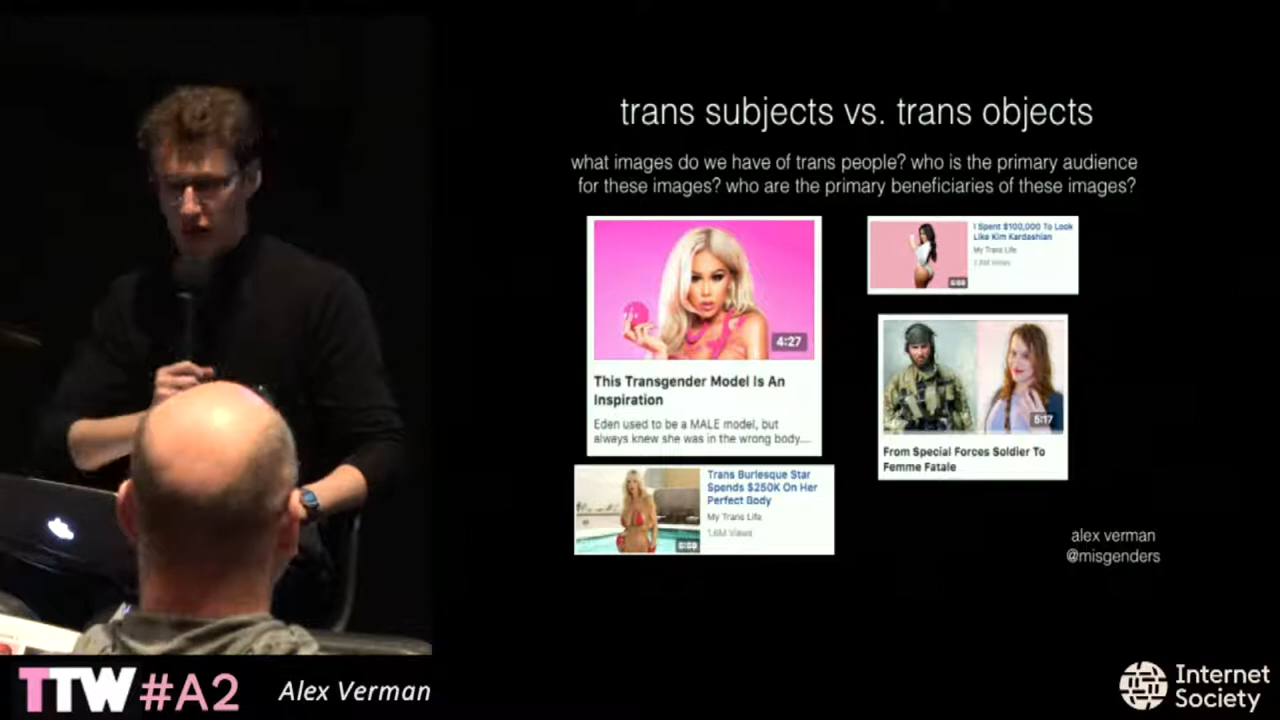 trans subjects vs. trans objects
what images do we have of trans people? who is the primary audience
for these images? who are the primary beneficiaries of these images?
4:27
This Transgender Model Is An
Inspiration
Eden used to be a MALE model, but
always knew she was in the wrong body....
I Spent $100,000 To Look
Like Kim Kardashian
My Trans Life
Views
5:17
From Special Forces Soldier To
Femme Fatale
Trans Burlesque Star
Spends $250K On Her
Perfect Body
My Trans Life
1.6M Views
alex verman
@misgenders
TTW #A2
Alex Verman
Internet
Society